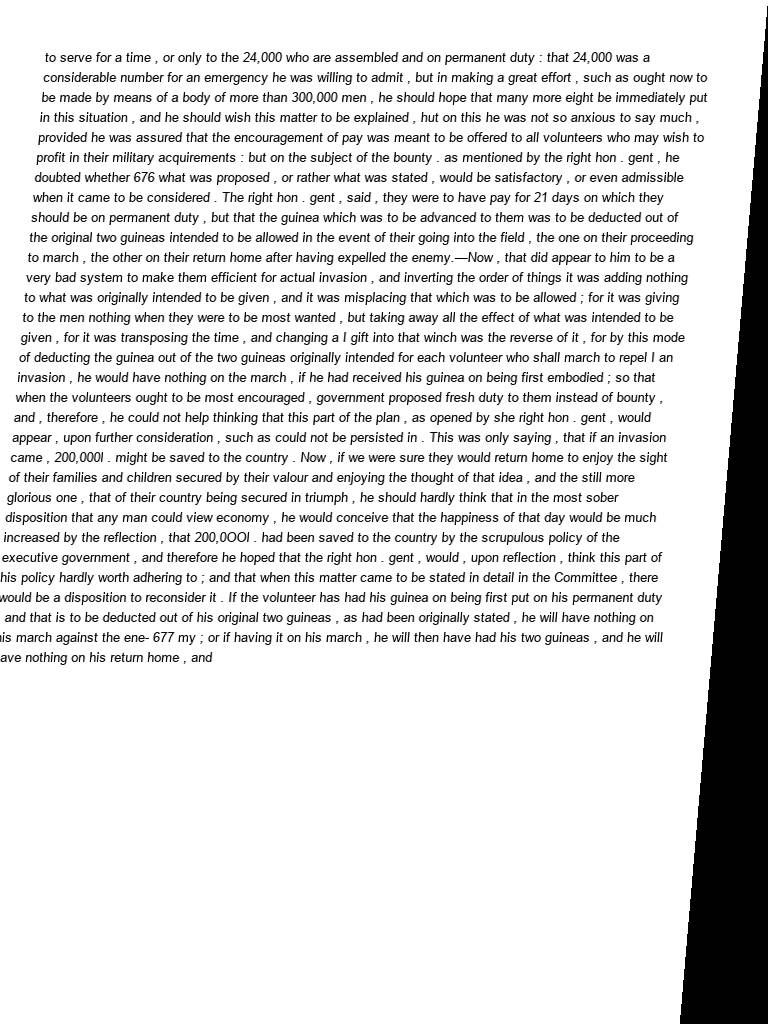 to serve for a time , or only to the 24,000 who are assembled and on permanent duty : that 24,000 was a
considerable number for an emergency he was willing to admit , but in making a great effort , such as ought now to
be made by means of a body of more than 300,000 men , he should hope that many more eight be immediately put
in this situation , and he should wish this matter to be explained , hut on this he was not so anxious to say much ,
provided he was assured that the encouragement of pay was meant to be offered to all volunteers who may wish to
profit in their military acquirements : but on the subject of the bounty . as mentioned by the right hon . gent , he
doubted whether 676 what was proposed , or rather what was stated , would be satisfactory , or even admissible
when it came to be considered . The right hon . gent , said , they were to have pay for 21 days on which they
should be on permanent duty , but that the guinea which was to be advanced to them was to be deducted out of
the original two guineas intended to be allowed in the event of their going into the field , the one on their proceeding
to march , the other on their return home after having expelled the enemy.—Now , that did appear to him to be a
very bad system to make them efficient for actual invasion , and inverting the order of things it was adding nothing
to what was originally intended to be given , and it was misplacing that which was to be allowed ; for it was giving
to the men nothing when they were to be most wanted , but taking away all the effect of what was intended to be
given , for it was transposing the time , and changing a I gift into that winch was the reverse of it , for by this mode
of deducting the guinea out of the two guineas originally intended for each volunteer who shall march to repel I an
invasion , he would have nothing on the march , if he had received his guinea on being first embodied ; so that
when the volunteers ought to be most encouraged , government proposed fresh duty to them instead of bounty ,
and , therefore , he could not help thinking that this part of the plan , as opened by she right hon . gent , would
appear , upon further consideration , such as could not be persisted in . This was only saying , that if an invasion
came , 200,000l . might be saved to the country . Now , if we were sure they would return home to enjoy the sight
of their families and children secured by their valour and enjoying the thought of that idea , and the still more
glorious one , that of their country being secured in triumph , he should hardly think that in the most sober
disposition that any man could view economy , he would conceive that the happiness of that day would be much
increased by the reflection , that 200,0OOl . had been saved to the country by the scrupulous policy of the
executive government , and therefore he hoped that the right hon . gent , would , upon reflection , think this part of
his policy hardly worth adhering to ; and that when this matter came to be stated in detail in the Committee , there
would be a disposition to reconsider it . If the volunteer has had his guinea on being first put on his permanent duty
and that is to be deducted out of his original two guineas , as had been originally stated , he will have nothing on
his march against the ene- 677 my ; or if having it on his march , he will then have had his two guineas , and he will
ave nothing on his return home , and